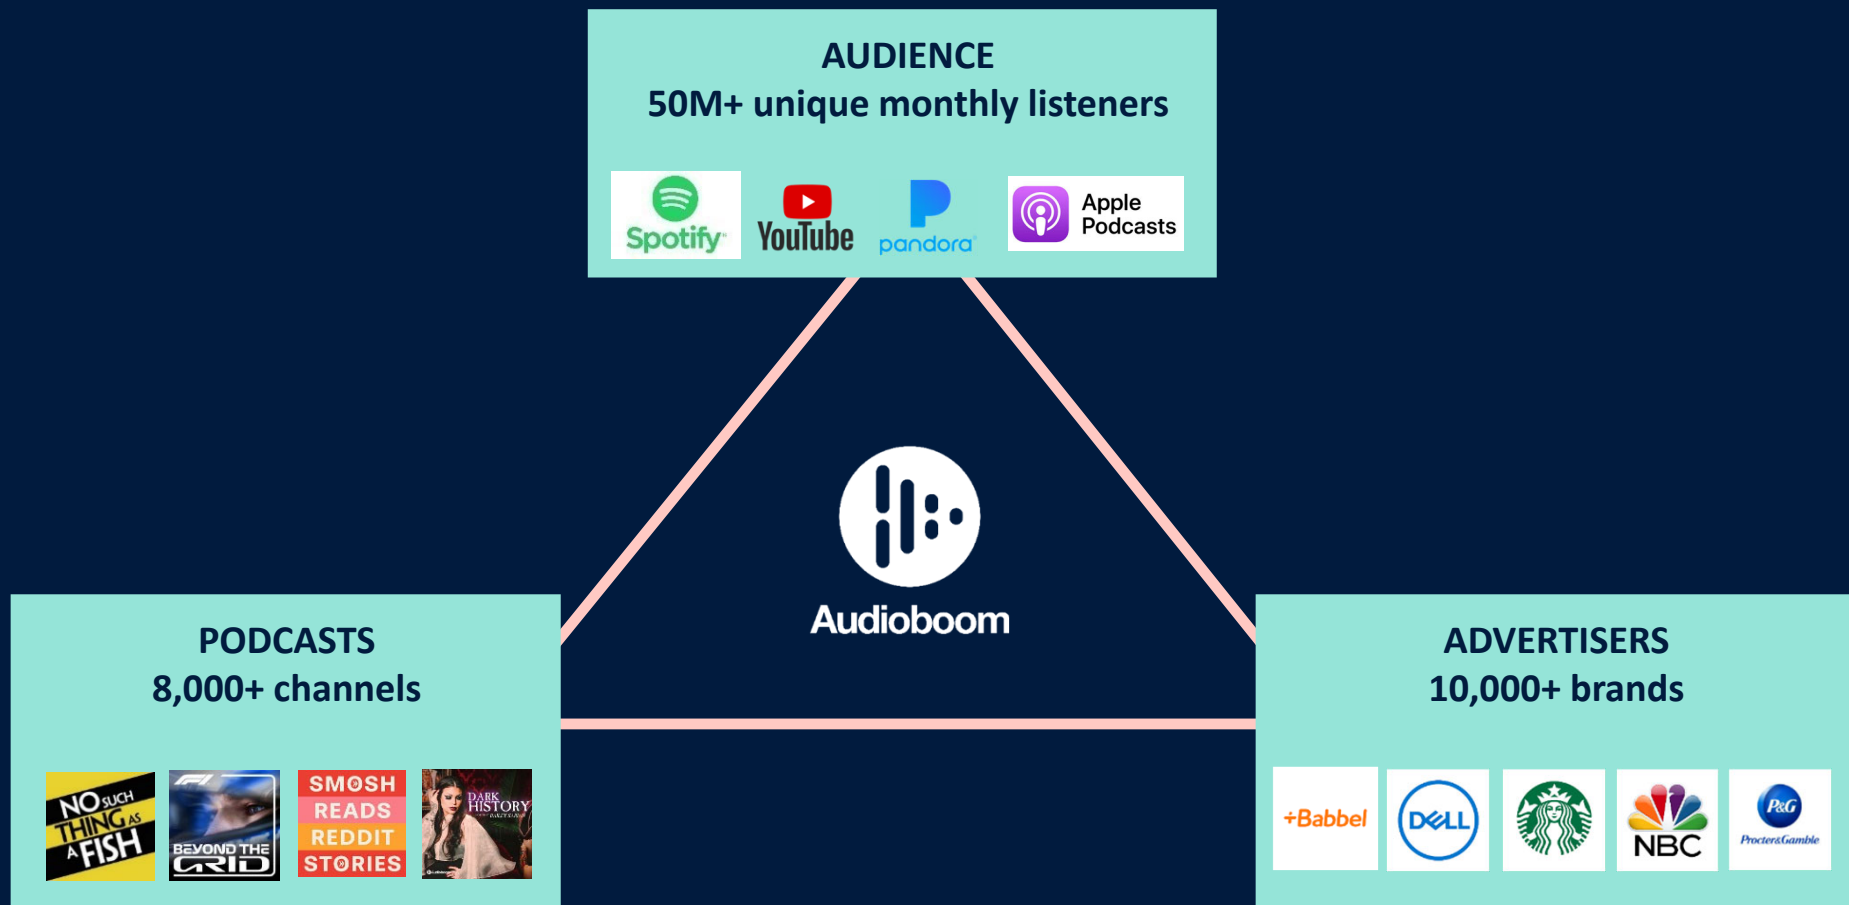 AUDIENCE
50M+ unique monthly listeners
Spotify
YouTube
pandora
Apple
Podcasts
Audioboom
PODCASTS
8,000+ channels
NO SUCH
THING AS
A FISH
F1
BEYOND THE
GRID
SMOSH
READS
REDDIT
STORIES
DARK
HISTORY
ADVERTISERS
10,000+ brands
+Babbel
DELL
NBC
P&G
Procter&Gamble